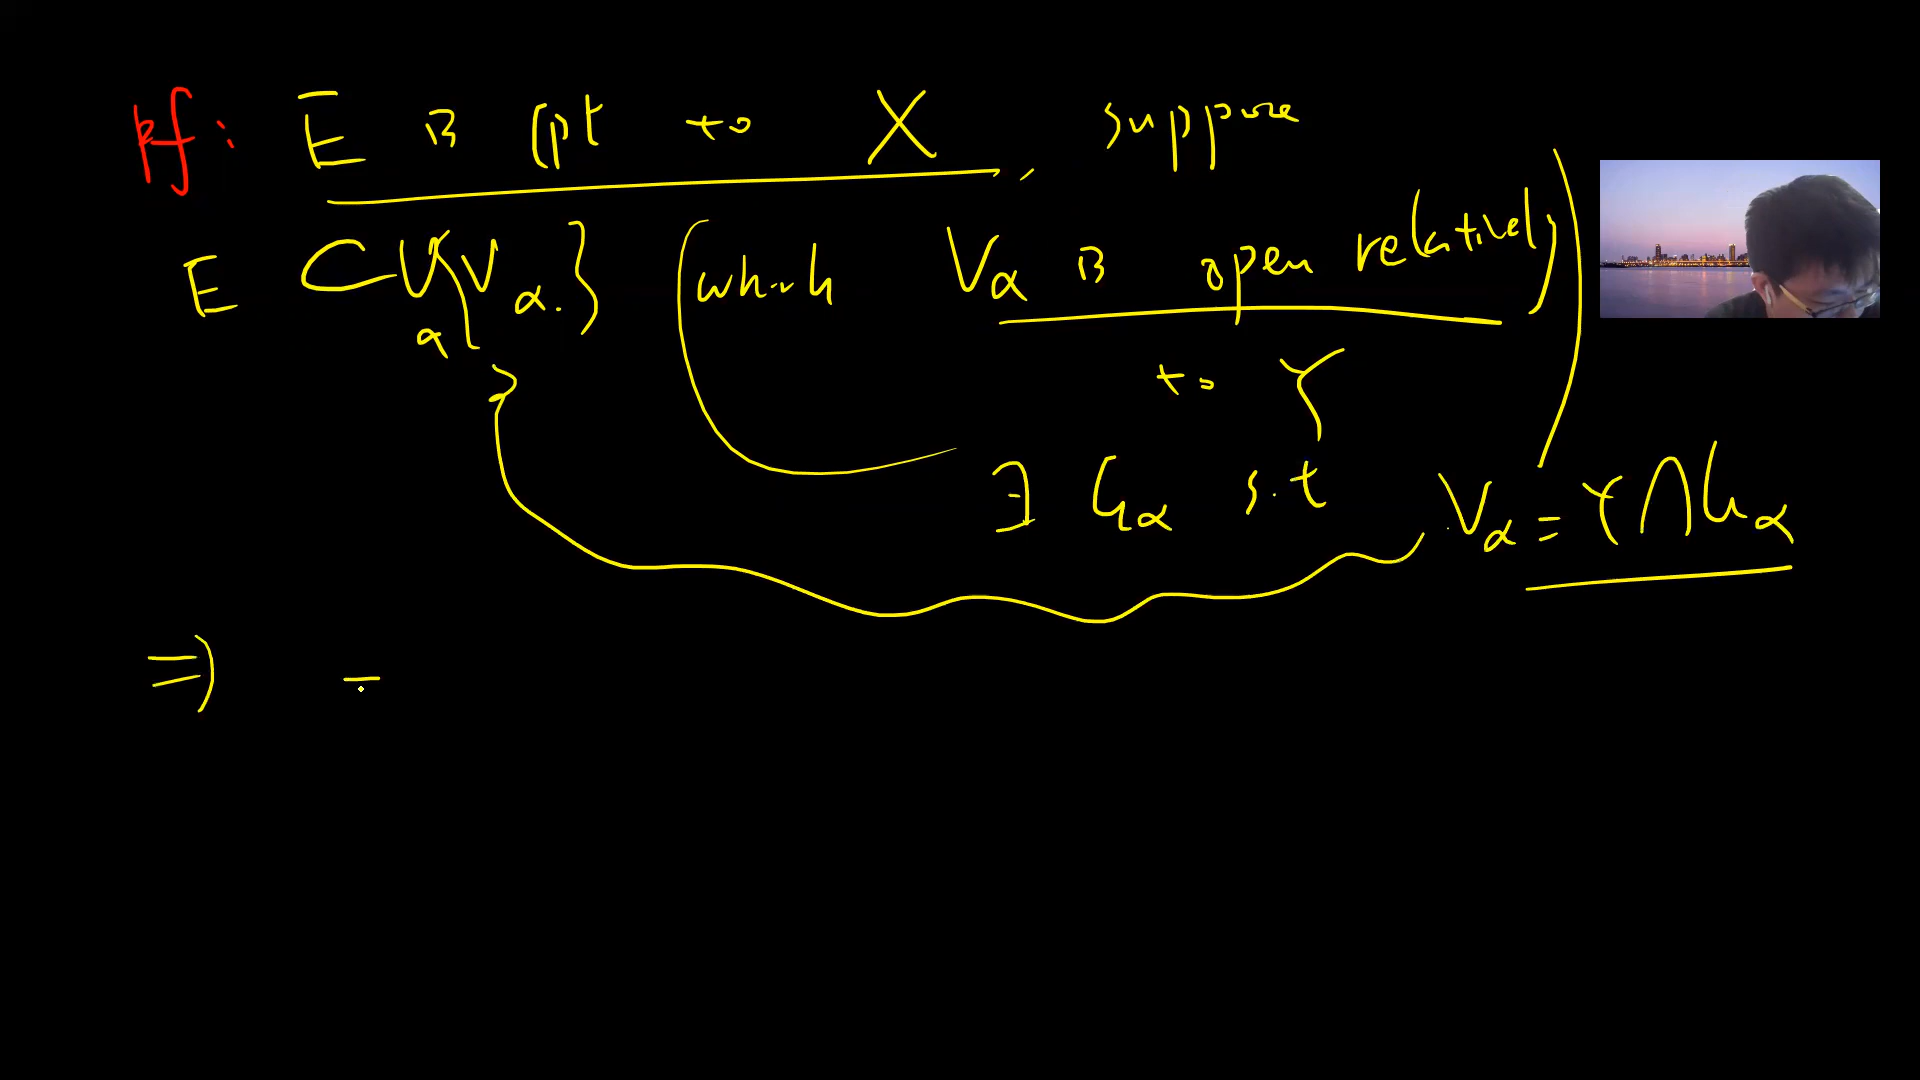 pf: E is cpt to X, suppose
E ⊂ ∪{Vα} (which Vα is open relatively
α
to Y
∃ Gα s.t Vα = Y ∩ Gα)
⇒